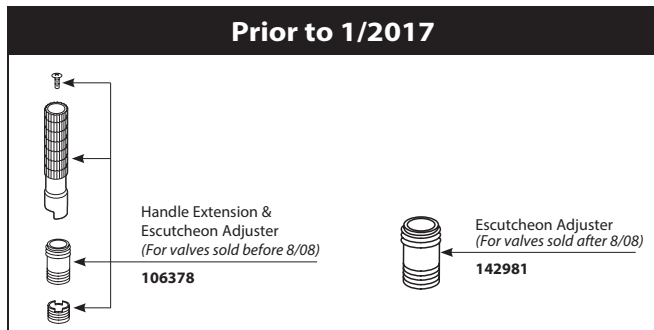 Prior to 1/2017
Handle Extension &
Escutcheon Adjuster
(For valves sold before 8/08)
106378
Escutcheon Adjuster
(For valves sold after 8/08)
142981